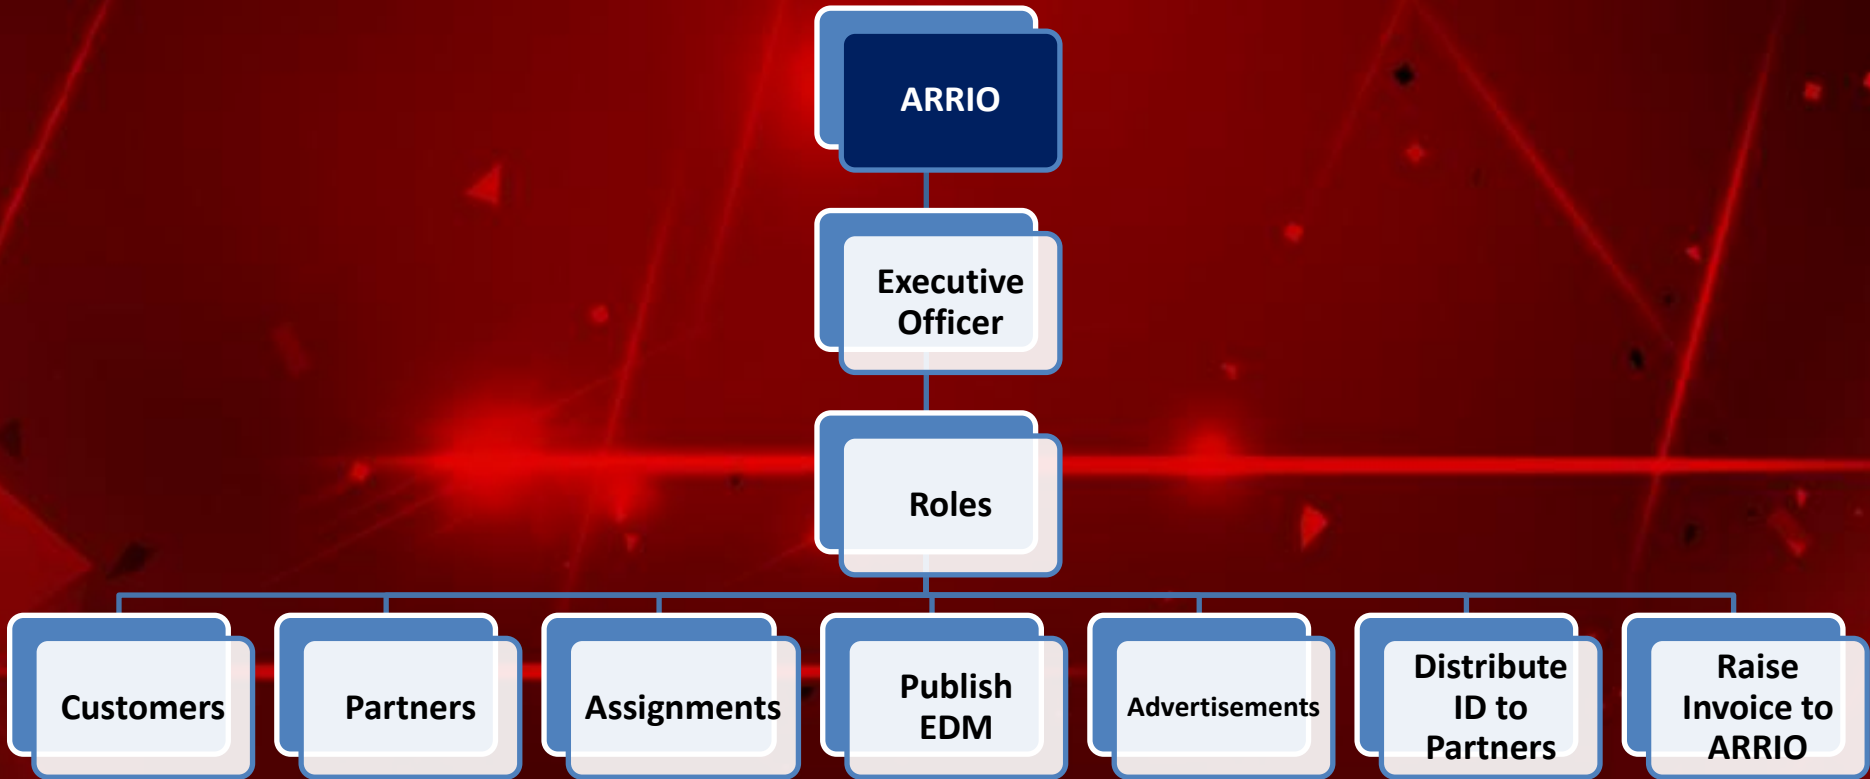 ARRIO
Executive
Officer
Roles
Customers
Partners
Assignments
Publish
EDM
Advertisements
Distribute
ID to
Partners
Raise
Invoice to
ARRIO